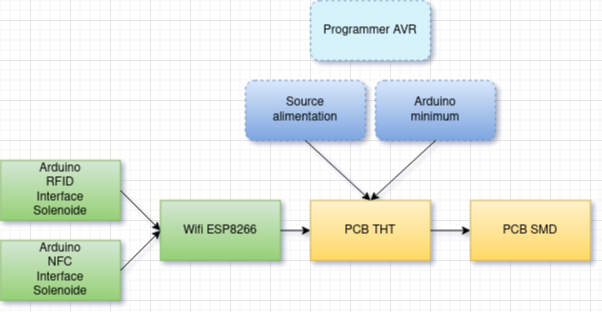 Programmer AVR
Source
alimentation
Arduino
minimum
Arduino
RFID
Interface
Solenoide
Wifi ESP8266
PCB THT
PCB SMD
Arduino
NFC
Interface
Solenoide